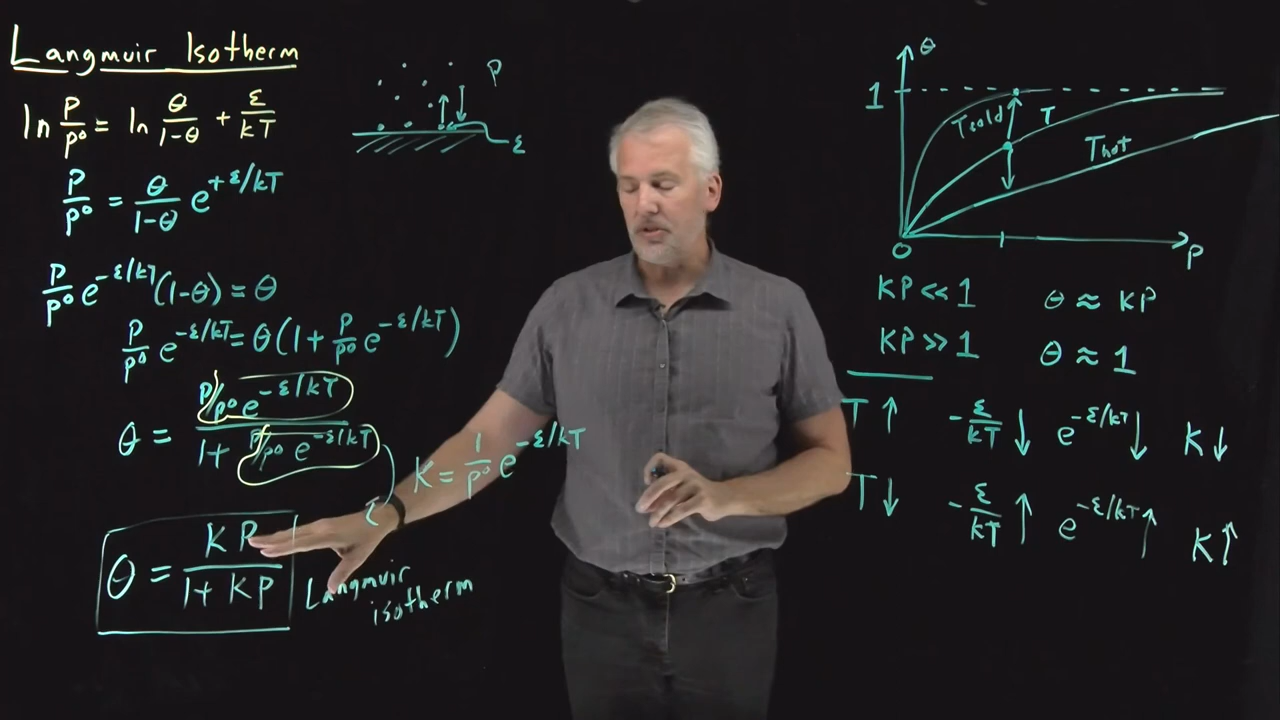 Langmuir Isotherm
ln P/P° = ln θ/1-θ + ε/kT
P/P° = θ/1-θ e^+ε/kT
P/P° e^-ε/kT (1-θ) = θ
P/P° e^-ε/kT = θ(1 + P/P° e^-ε/kT)
θ = P/P° e^-ε/kT / 1 + P/P° e^-ε/kT
K = 1/P° e^-ε/kT
θ = KP / 1 + KP
Langmuir
isotherm
P
ε
θ
1
Tcold
T
Thot
0
P
KP << 1 θ ≈ KP
KP >> 1 θ ≈ 1
T ↑ -ε/kT ↓ e^-ε/kT ↓ K ↓
T ↓ -ε/kT ↑ e^-ε/kT ↑ K ↑